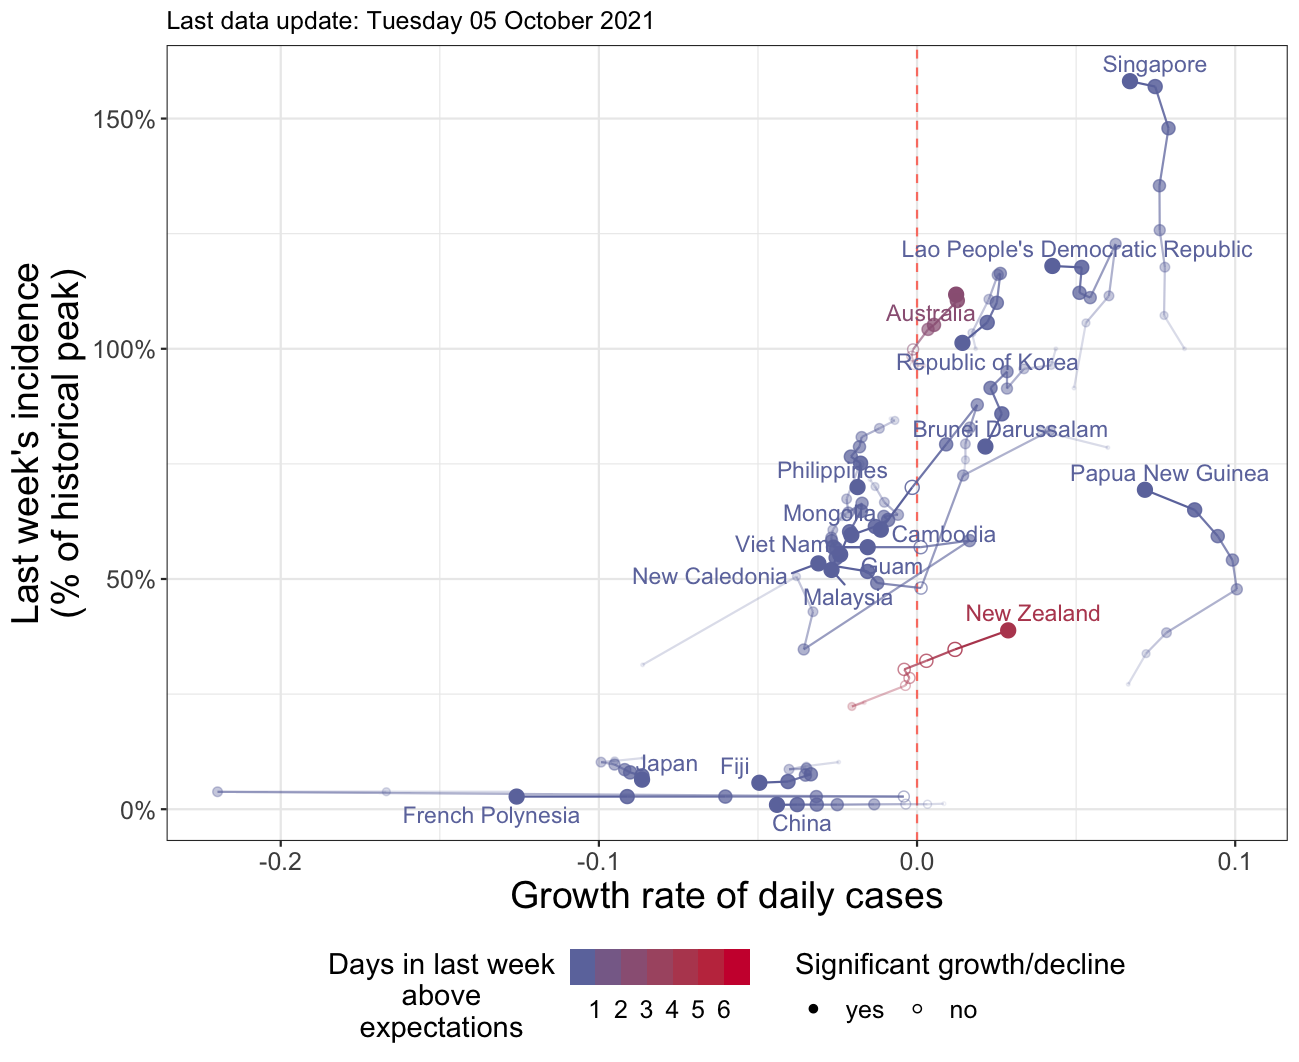 Last data update: Tuesday 05 October 2021
Last week's incidence
(% of historical peak)
150%
100%
50%
0%
Singapore
Lao People's Democratic Republic
Australia
Republic of Korea
Brunei Darussalam
Philippines
Papua New Guinea
Mongolia
Cambodia
Viet Nam
Guam
New Caledonia
Malaysia
New Zealand
Japan
Fiji
French Polynesia
China
-0.2
-0.1
0.0
0.1
Growth rate of daily cases
Days in last week
above
expectations
1 2 3 4 5 6
Significant growth/decline
yes
no